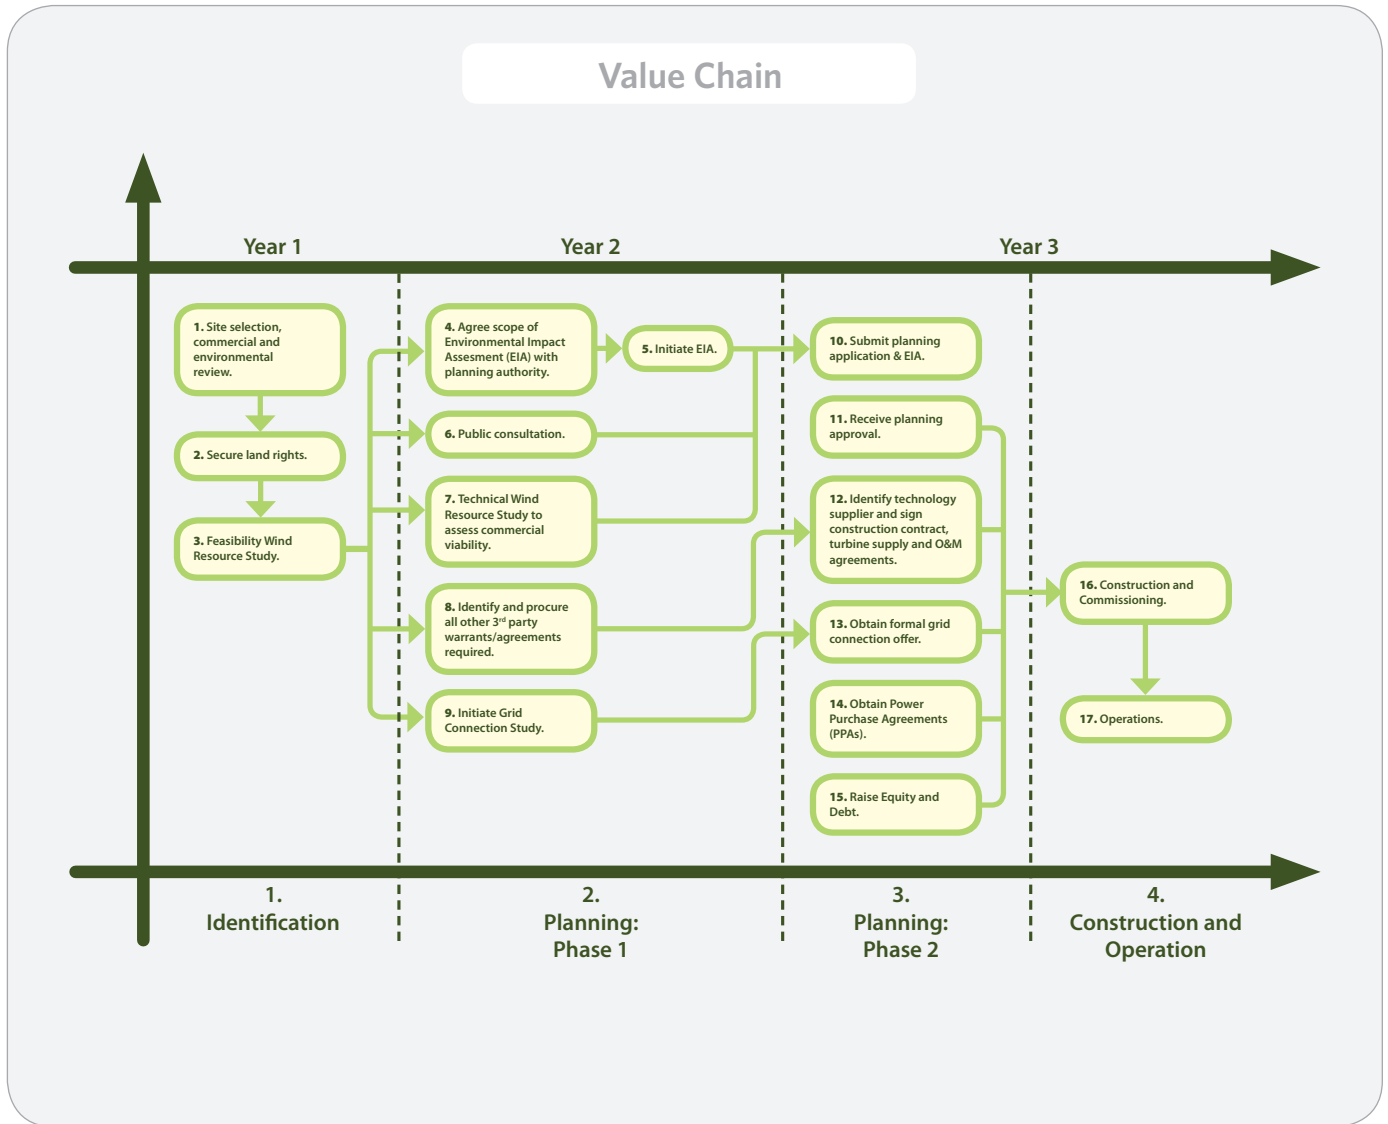 Value Chain
Year 1
Year 2
Year 3
1. Site selection,
commercial and
environmental
review.
2. Secure land rights.
3. Feasibility Wind
Resource Study.
4. Agree scope of
Environmental Impact
Assesment (EIA) with
planning authority.
5. Initiate EIA.
6. Public consultation.
7. Technical Wind
Resource Study to
assess commercial
viability.
8. Identify and procure
all other 3rd party
warrants/agreements
required.
9. Initiate Grid
Connection Study.
10. Submit planning
application & EIA.
11. Receive planning
approval.
12. Identify technology
supplier and sign
construction contract,
turbine supply and O&M
agreements.
13. Obtain formal grid
connection offer.
14. Obtain Power
Purchase Agreements
(PPAs).
15. Raise Equity and
Debt.
16. Construction and
Commissioning.
17. Operations.
1.
Identification
2.
Planning:
Phase 1
3.
Planning:
Phase 2
4.
Construction and
Operation